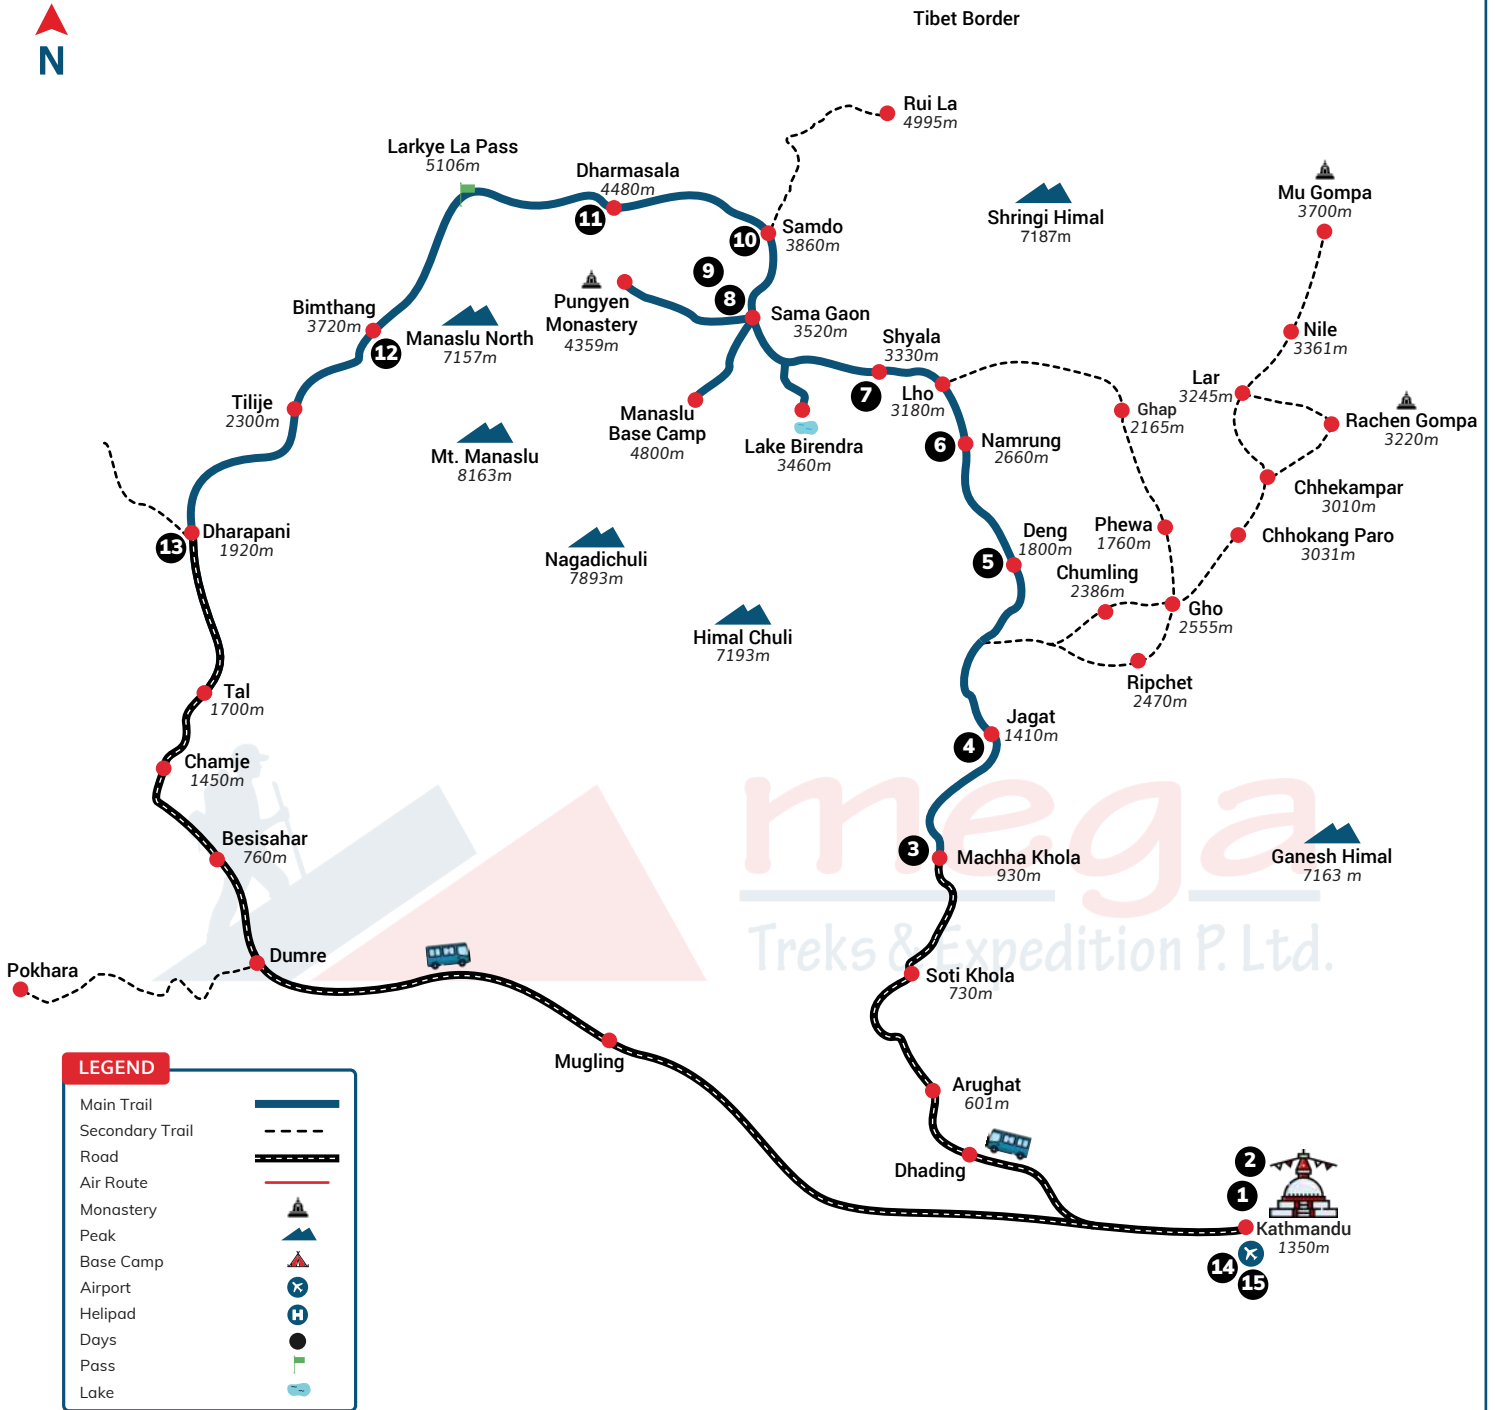 Tibet Border
N
Rui La
4995m
Larkye La Pass
5106m
Dharmasala
4480m
11
Samdo
3860m
10
Shringi Himal
7187m
Mu Gompa
3700m
9
8
Pungyen
Monastery
4359m
Sama Gaon
3520m
Bimthang
3720m
12
Manaslu North
7157m
Shyala
3330m
7
Lho
3180m
Nile
3361m
Lar
3245m
Ghap
2165m
Rachen Gompa
3220m
Tilije
2300m
Manaslu
Base Camp
4800m
Lake Birendra
3460m
6
Namrung
2660m
Mt. Manaslu
8163m
Chhekampar
3010m
Dharapani
1920m
13
Nagadichuli
7893m
Deng
1800m
5
Phewa
1760m
Chhokang Paro
3031m
Chumling
2386m
Gho
2555m
Himal Chuli
7193m
Ripchet
2470m
Tal
1700m
Jagat
1410m
4
Chamje
1450m
mega
Treks & Expedition P. Ltd.
Besisahar
760m
3
Machha Khola
930m
Ganesh Himal
7163 m
Dumre
Pokhara
Soti Khola
730m
Mugling
Arughat
601m
Dhading
2
1
Kathmandu
1350m
14
15
LEGEND
Main Trail
Secondary Trail
Road
Air Route
Monastery
Peak
Base Camp
Airport
Helipad
H
Days
Pass
Lake